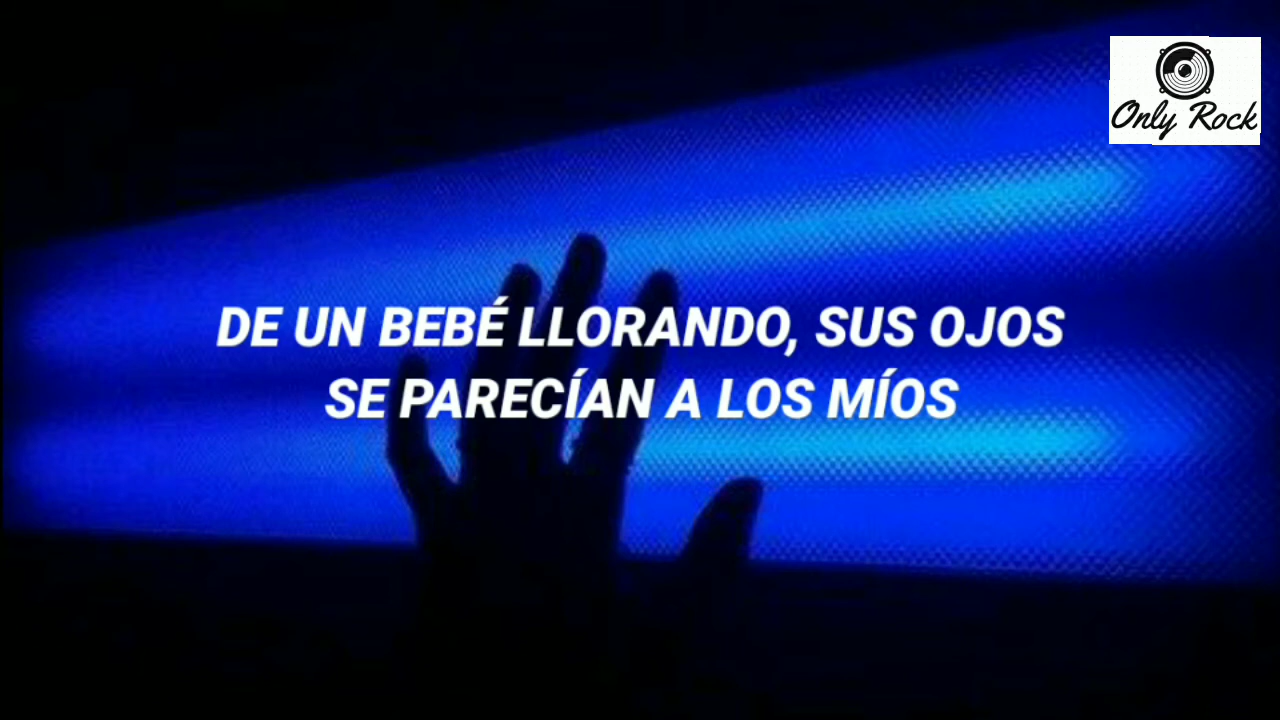 Only Rock
DE UN BEBÉ LLORANDO, SUS OJOS
SE PARECÍAN A LOS MÍOS